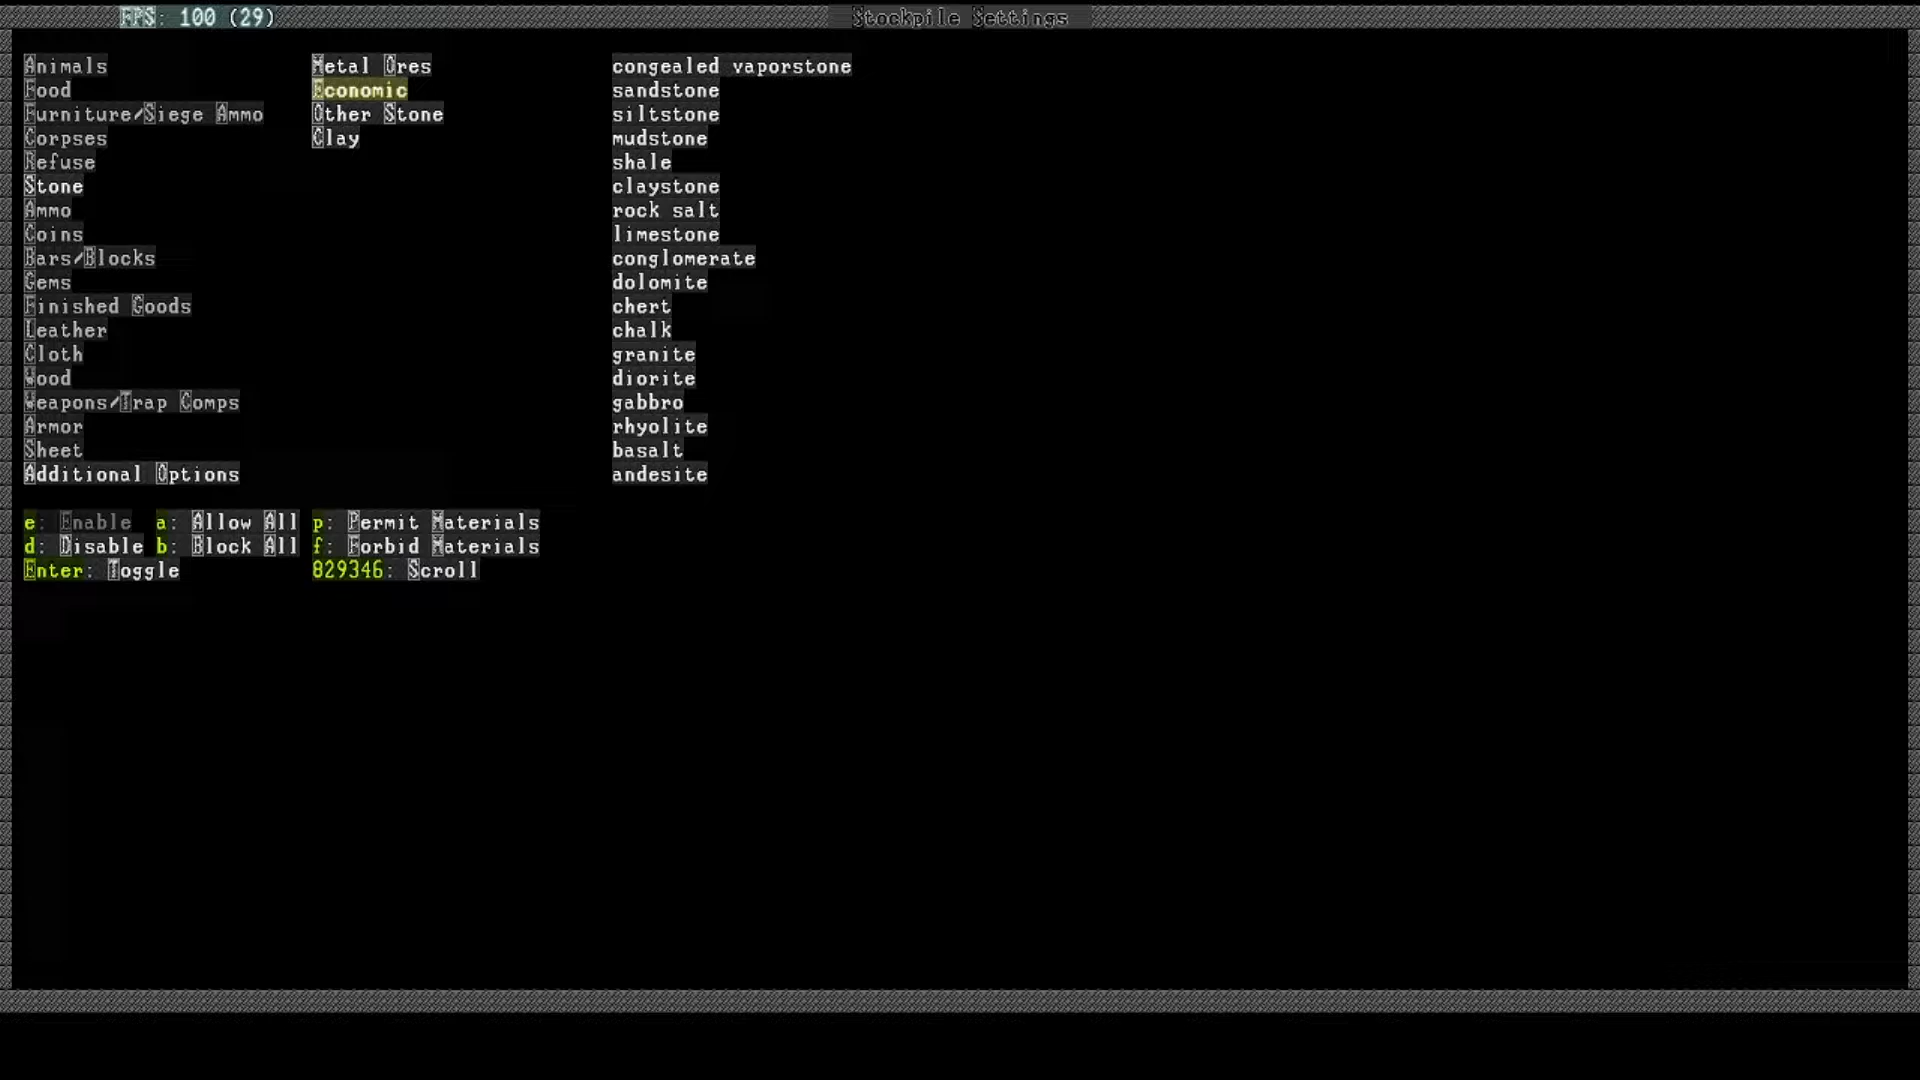 FPS: 100 (29)
Stockpile Settings
Animals
Food
Furniture/Siege Ammo
Corpses
Refuse
Stone
Ammo
Coins
Bars/Blocks
Gems
Finished Goods
Leather
Cloth
Wood
Weapons/Trap Comps
Armor
Sheet
Additional Options
Metal Ores
Economic
Other Stone
Clay
congealed vaporstone
sandstone
siltstone
mudstone
shale
claystone
rock salt
limestone
conglomerate
dolomite
chert
chalk
granite
diorite
gabbro
rhyolite
basalt
andesite
e: Enable a: Allow All p: Permit Materials
d: Disable b: Block All f: Forbid Materials
Enter: Toggle 829346: Scroll